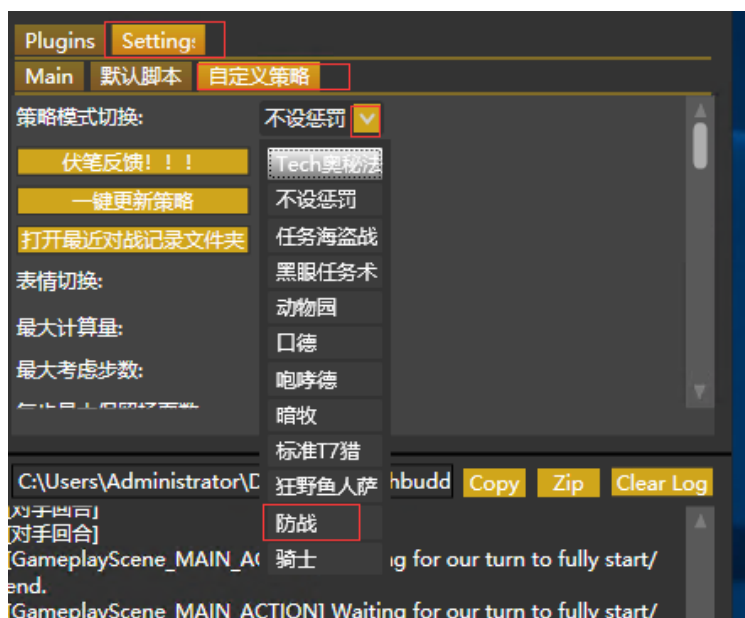 Plugins Settings
Main 默认脚本 自定义策略
策略模式切换: 不设惩罚
伏笔反馈！！！ Tech奥秘法
一键更新策略 不设惩罚
打开最近对战记录文件夹 任务海盗战
表情切换: 黑眼任务术
动物园
最大计算量: 口德
最大考虑步数: 咆哮德
暗牧
标准T7猎
C:\Users\Administrator\D 狂野鱼人萨 hbudd Copy Zip Clear Log
[对手回合]
[对手回合] 防战
[GameplayScene_MAIN_A 骑士 ng for our turn to fully start/
end.
[GameplayScene_MAIN_ACTION] Waiting for our turn to fully start/